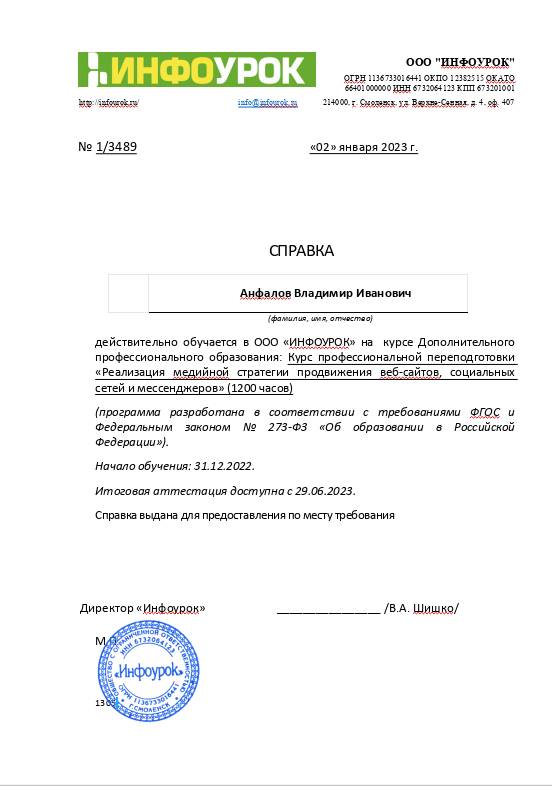 ИНФОУРОК
ООО "ИНФОУРОК"
ОГРН 1136733016441 ОКПО 12382515 ОКАТО
66401000000 ИНН 6732064123 КПП 673201001
http://infourok.ru/ info@infourok.ru 214000, г. Смоленск, ул. Верхне-Сенная, д. 4, оф. 407
№ 1/3489 «02» января 2023 г.
СПРАВКА
Анфалов Владимир Иванович
(фамилия, имя, отчество)
действительно обучается в ООО «ИНФОУРОК» на курсе Дополнительного
профессионального образования: Курс профессиональной переподготовки
«Реализация медийной стратегии продвижения веб-сайтов, социальных
сетей и мессенджеров» (1200 часов)
(программа разработана в соответствии с требованиями ФГОС и
Федеральным законом № 273-ФЗ «Об образовании в Российской
Федерации»).
Начало обучения: 31.12.2022.
Итоговая аттестация доступна с 29.06.2023.
Справка выдана для предоставления по месту требования
Директор «Инфоурок» _________________ /В.А. Шишко/
ОБЩЕСТВО С ОГРАНИЧЕННОЙ ОТВЕТСТВЕННОСТЬЮ
ИНН 6732064123
«Инфоурок»
ОГРН 1136733016441
Г.СМОЛЕНСК